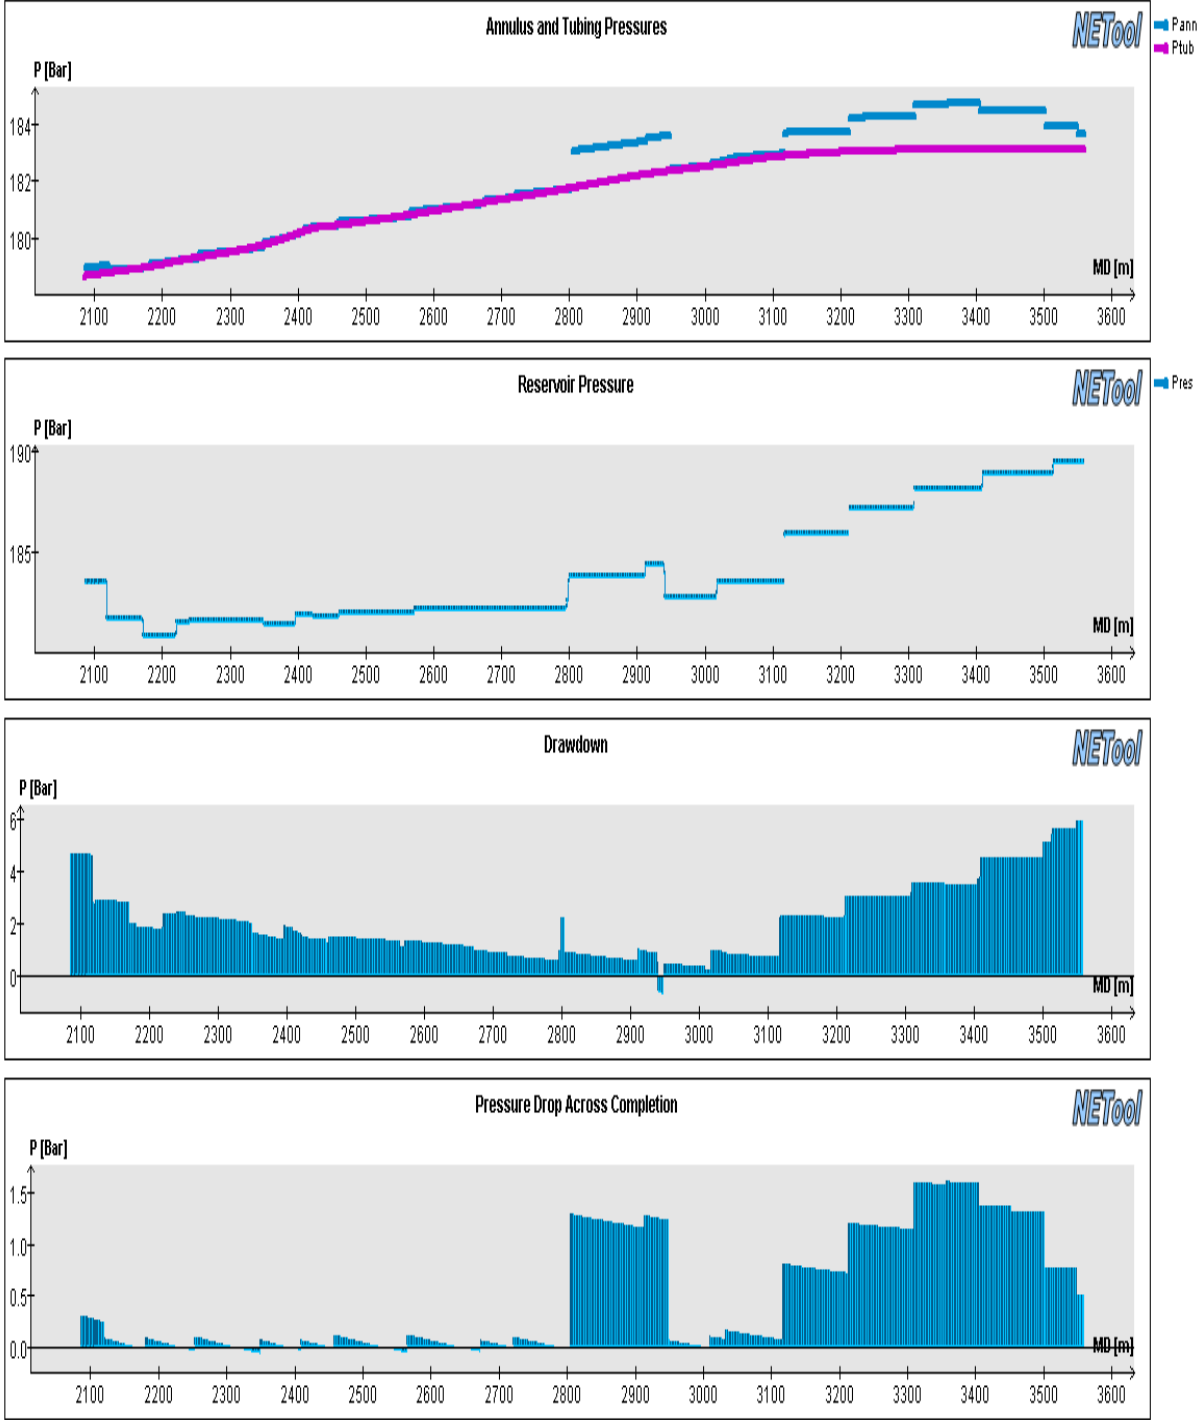 Annulus and Tubing Pressures
NETool
Pann
Ptub
P [Bar]
184
182
180
MD [m]
2100 2200 2300 2400 2500 2600 2700 2800 2900 3000 3100 3200 3300 3400 3500 3600
Reservoir Pressure
NETool
Pres
P [Bar]
190
185
MD [m]
2100 2200 2300 2400 2500 2600 2700 2800 2900 3000 3100 3200 3300 3400 3500 3600
Drawdown
NETool
P [Bar]
6
4
2
0
MD [m]
2100 2200 2300 2400 2500 2600 2700 2800 2900 3000 3100 3200 3300 3400 3500 3600
Pressure Drop Across Completion
NETool
P [Bar]
1.5
1.0
0.5
0.0
MD [m]
2100 2200 2300 2400 2500 2600 2700 2800 2900 3000 3100 3200 3300 3400 3500 3600